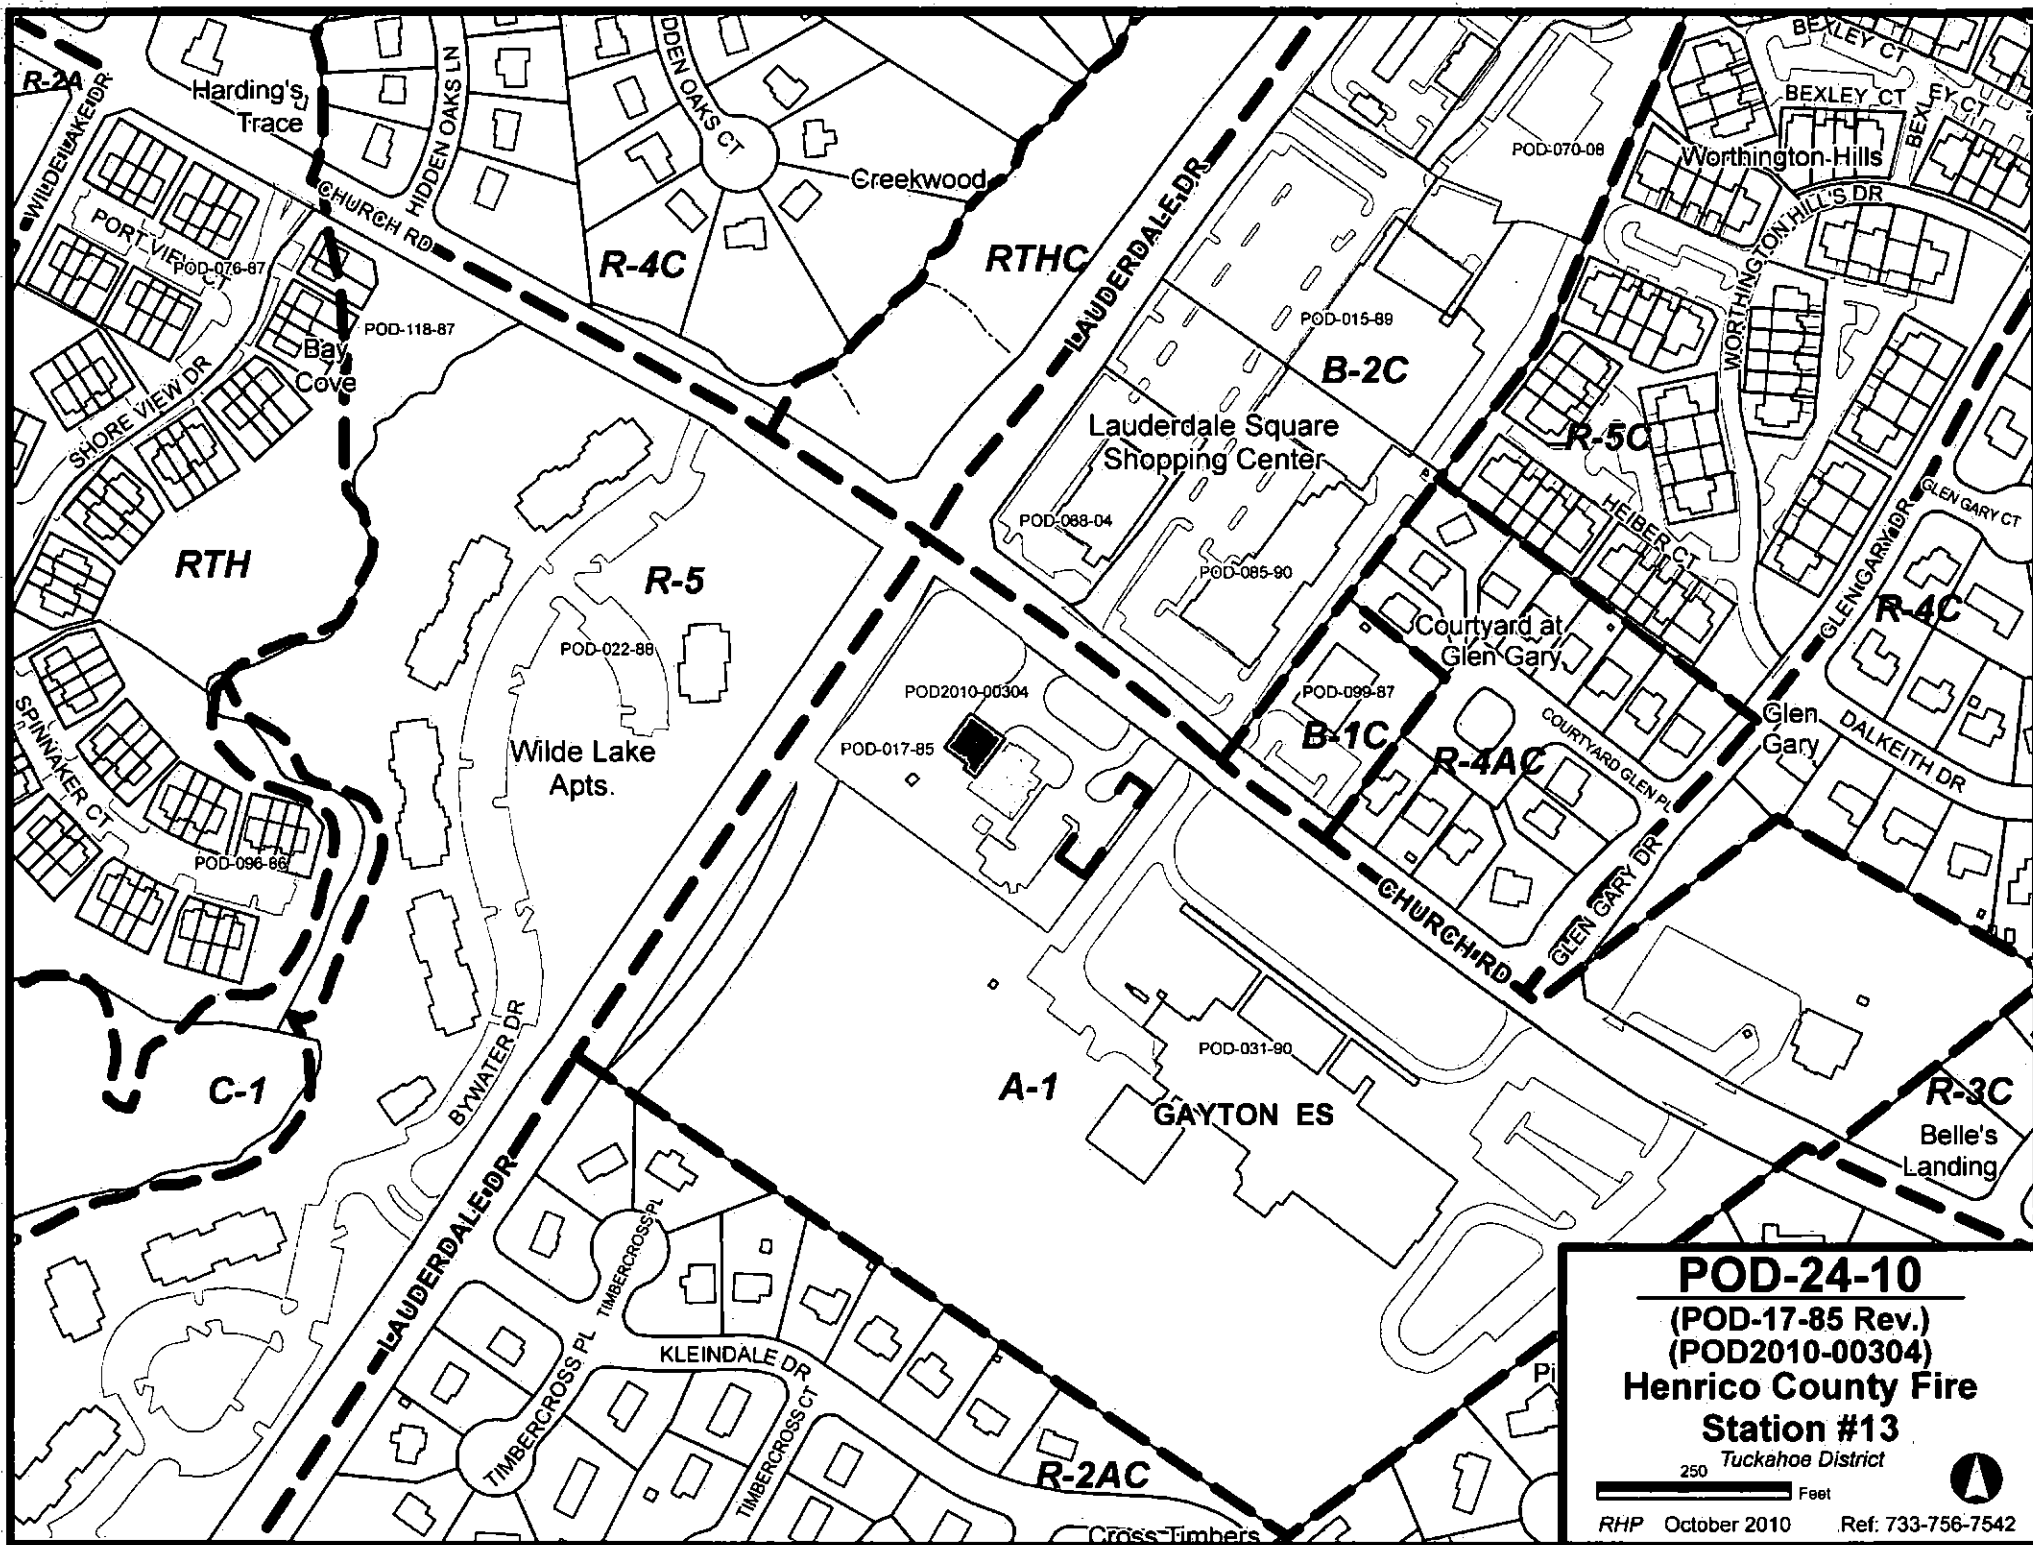 R-2A
WILDE LAKE DR
Harding's
Trace
HIDDEN OAKS LN
CHURCH RD
PORT VIEW CT
POD-076-87
SHORE VIEW DR
Bay
Cove
POD-118-87
R-4C
OAKS CT
Creekwood
RTHC
LAUDERDALE DR
POD-070-08
BEXLEY CT
BEXLEY CT
BEXLEY CT
Worthington Hills
WORTHINGTON HILLS DR
WORTHINGTON HILLS DR
POD-015-89
B-2C
Lauderdale Square
Shopping Center
POD-068-04
POD-085-90
R-5C
HEIBER CT
GLEN GARY DR
GLEN GARY CT
R-4C
RTH
R-5
POD-022-88
Wilde Lake
Apts.
POD2010-00304
POD-017-85
Courtyard at
Glen Gary
POD-099-87
B-1C
R-4AC
COURTYARD GLEN PL
Glen
Gary
DALKEITH DR
SPINNAKER CT
POD-096-86
CHURCH RD
GLEN GARY DR
BYWATER DR
C-1
POD-031-90
A-1
GAYTON ES
R-3C
Belle's
Landing
LAUDERDALE DR
TIMBERCROSS PL
TIMBERCROSS PL
KLEINDALE DR
TIMBERCROSS CT
R-2AC
Cross Timbers
POD-24-10
(POD-17-85 Rev.)
(POD2010-00304)
Henrico County Fire
Station #13
Tuckahoe District
250
Feet
RHP October 2010 Ref: 733-756-7542